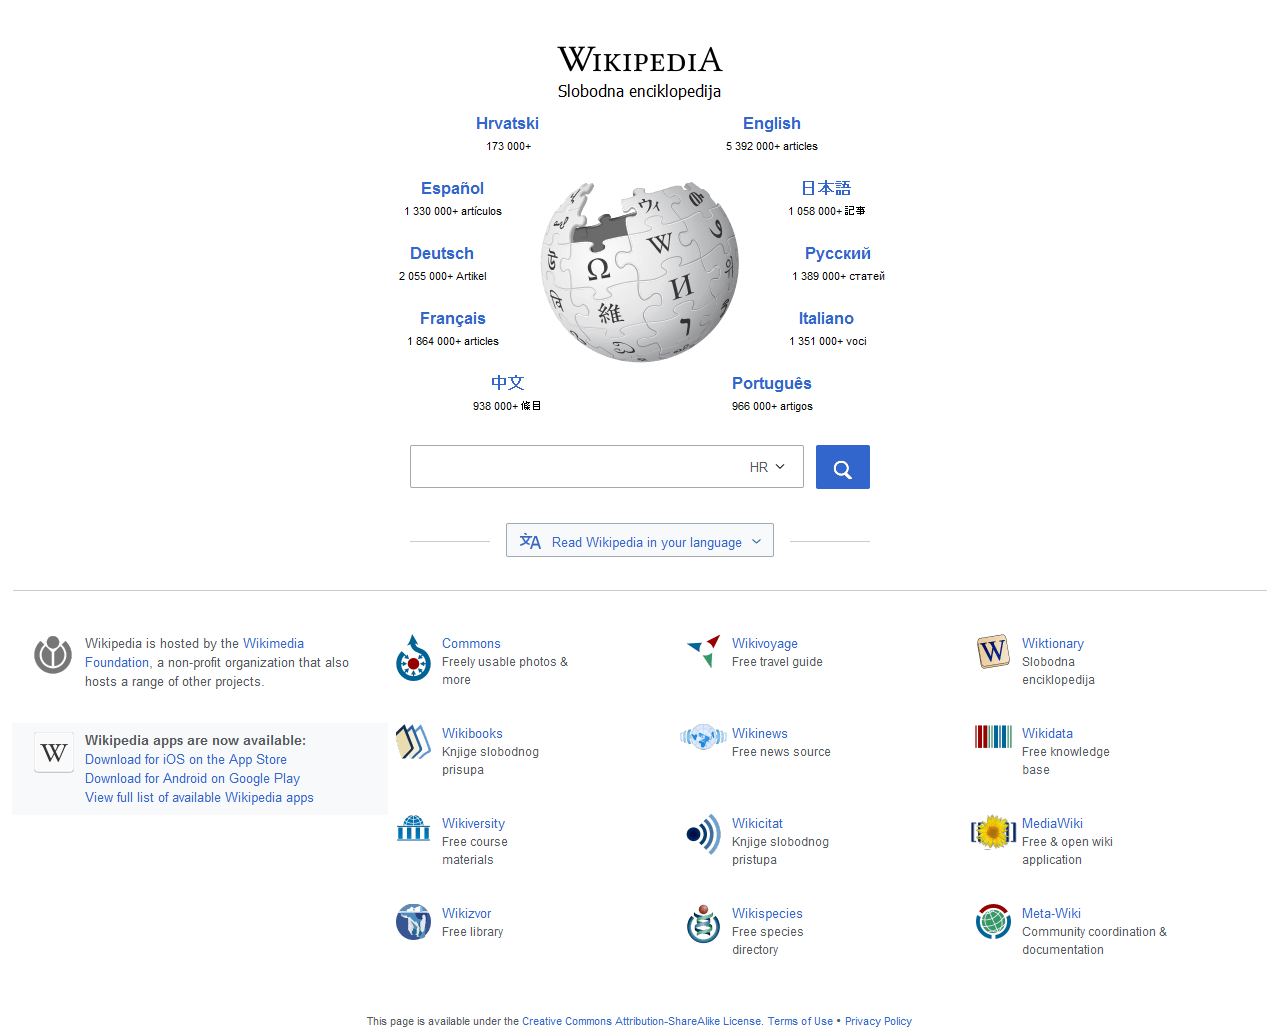 WIKIPEDIA
Slobodna enciklopedija
Hrvatski
173 000+
English
5 392 000+ articles
Español
1 330 000+ artículos
日本語
1 058 000+ 記事
Deutsch
2 055 000+ Artikel
Русский
1 389 000+ статей
Français
1 864 000+ articles
Italiano
1 351 000+ voci
中文
938 000+ 條目
Português
966 000+ artigos
Ω
W
И
維
ウィ
HR
Read Wikipedia in your language
Wikipedia is hosted by the Wikimedia
Foundation, a non-profit organization that also
hosts a range of other projects.
W
Wikipedia apps are now available:
Download for iOS on the App Store
Download for Android on Google Play
View full list of available Wikipedia apps
Commons
Freely usable photos &
more
Wikivoyage
Free travel guide
W
Wiktionary
Slobodna
enciklopedija
Wikibooks
Knjige slobodnog
prisupa
Wikinews
Free news source
Wikidata
Free knowledge
base
Wikiversity
Free course
materials
Wikicitat
Knjige slobodnog
pristupa
MediaWiki
Free & open wiki
application
Wikizvor
Free library
Wikispecies
Free species
directory
Meta-Wiki
Community coordination &
documentation
This page is available under the Creative Commons Attribution-ShareAlike License. Terms of Use • Privacy Policy